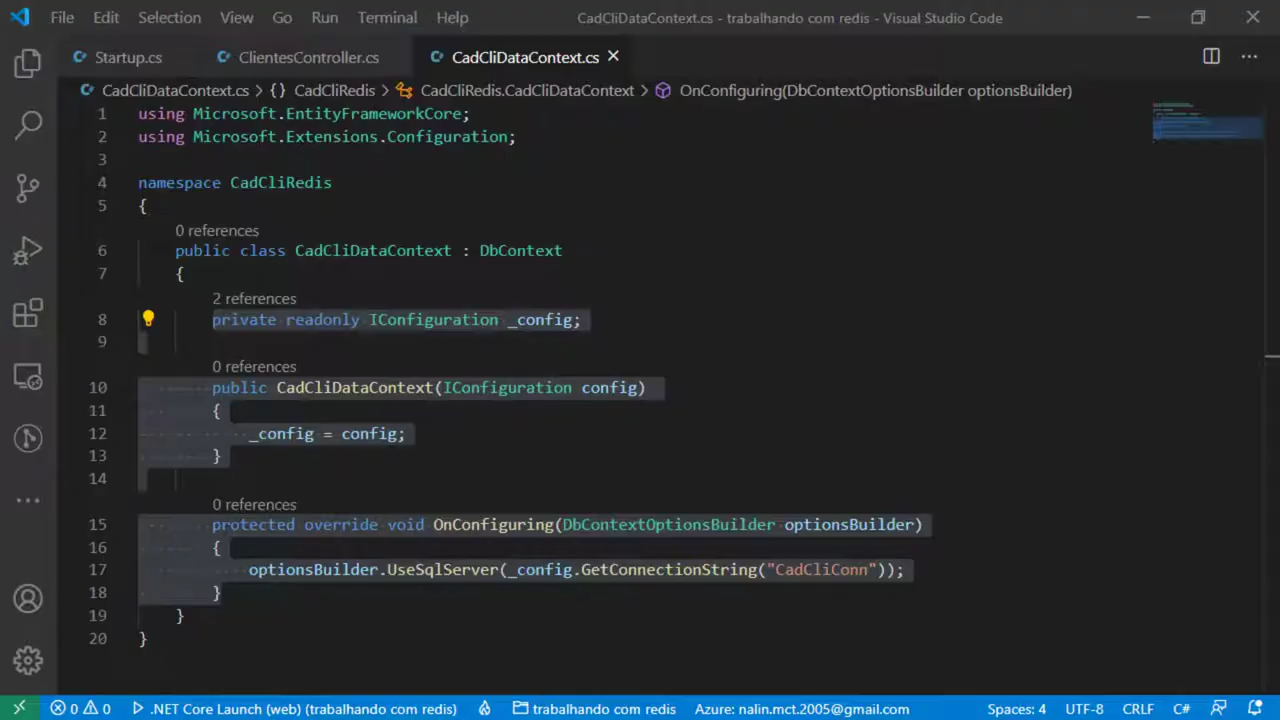 File Edit Selection View Go Run Terminal Help CadCliDataContext.cs - trabalhando com redis - Visual Studio Code
Startup.cs ClientesController.cs CadCliDataContext.cs
CadCliDataContext.cs > {} CadCliRedis > CadCliRedis.CadCliDataContext > OnConfiguring(DbContextOptionsBuilder optionsBuilder)
1 using Microsoft.EntityFrameworkCore;
2 using Microsoft.Extensions.Configuration;
3
4 namespace CadCliRedis
5 {
0 references
6 public class CadCliDataContext : DbContext
7 {
2 references
8 private readonly IConfiguration _config;
9
0 references
10 public CadCliDataContext(IConfiguration config)
11 {
12 _config = config;
13 }
14
0 references
15 protected override void OnConfiguring(DbContextOptionsBuilder optionsBuilder)
16 {
17 optionsBuilder.UseSqlServer(_config.GetConnectionString("CadCliConn"));
18 }
19 }
20 }
0 0 .NET Core Launch (web) (trabalhando com redis) trabalhando com redis Azure: nalin.mct.2005@gmail.com Spaces: 4 UTF-8 CRLF C#